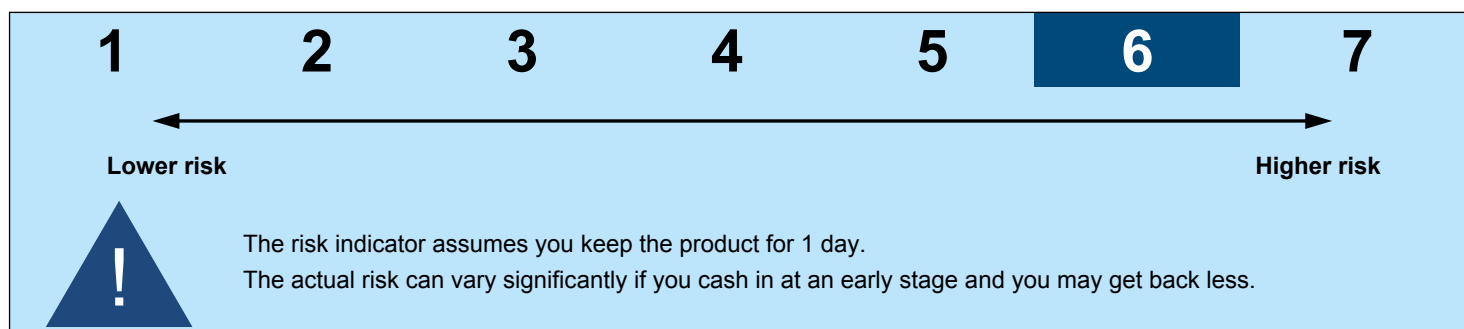 1 2 3 4 5 6 7
Lower risk Higher risk
!
The risk indicator assumes you keep the product for 1 day.
The actual risk can vary significantly if you cash in at an early stage and you may get back less.